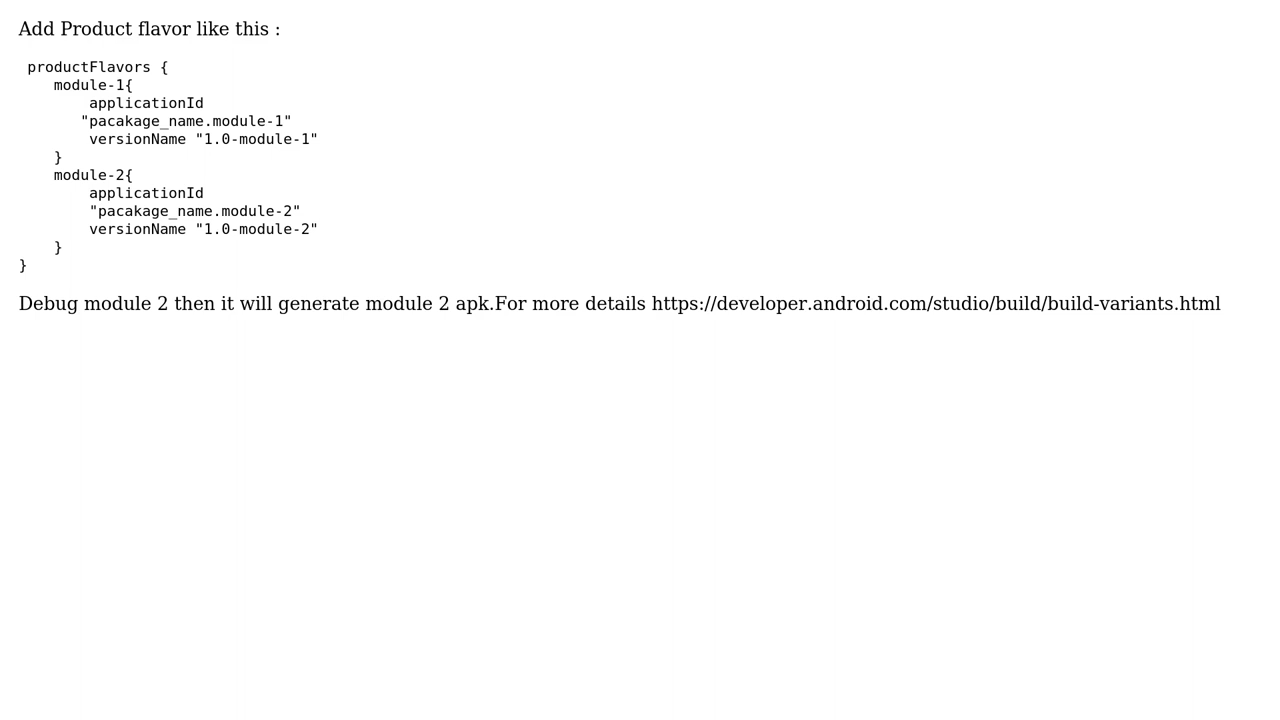 Add Product flavor like this :
productFlavors {
module-1{
applicationId
"pacakage_name.module-1"
versionName "1.0-module-1"
}
module-2{
applicationId
"pacakage_name.module-2"
versionName "1.0-module-2"
}
}
Debug module 2 then it will generate module 2 apk.For more details https://developer.android.com/studio/build/build-variants.html